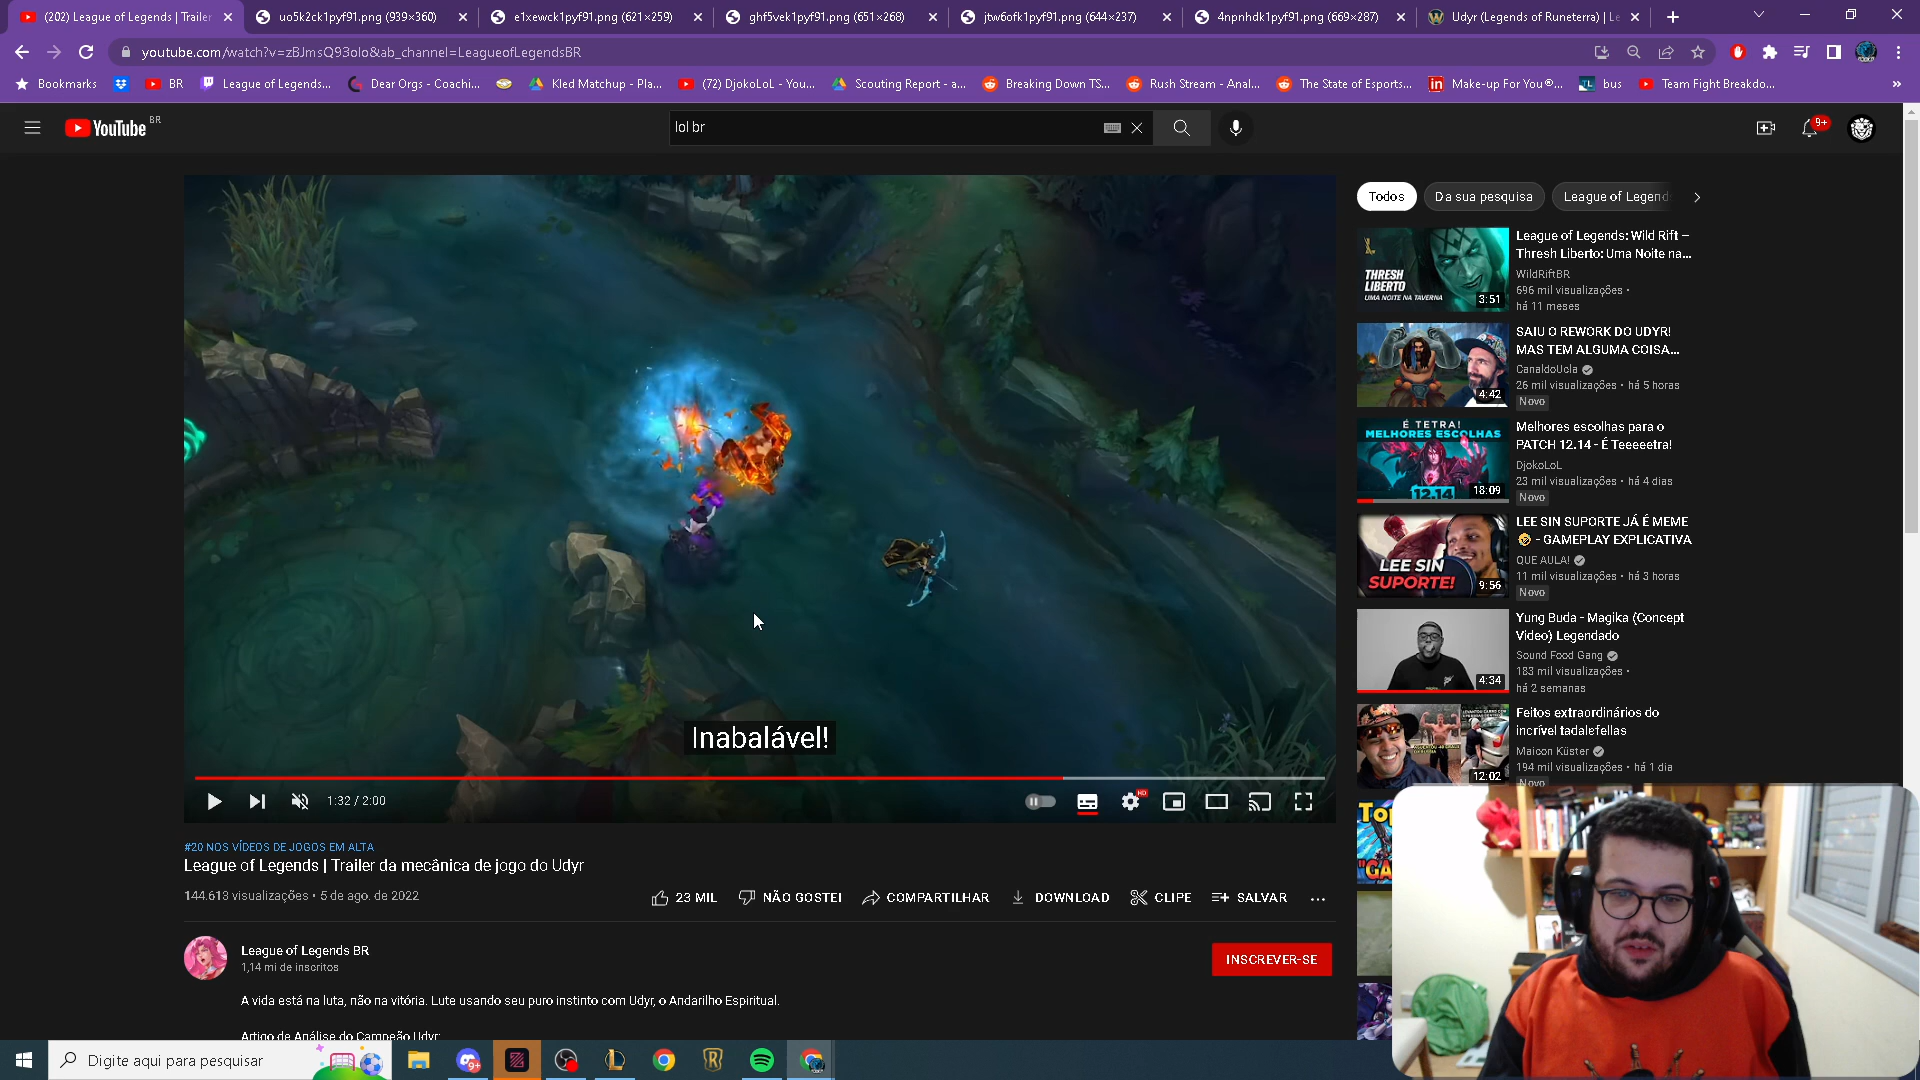 (202) League of Legends | Trailer
uo5k2ck1pyf91.png (939×360)
e1xewck1pyf91.png (621×259)
ghf5vek1pyf91.png (651×268)
jtw6ofk1pyf91.png (644×237)
4npnhdk1pyf91.png (669×287)
Udyr (Legends of Runeterra) | Le
youtube.com/watch?v=zBJmsQ93olo&ab_channel=LeagueofLegendsBR
Bookmarks
BR
League of Legends...
Dear Orgs - Coachi...
Kled Matchup - Pla...
(72) DjokoLoL - You...
Scouting Report - a...
Breaking Down TS...
Rush Stream - Anal...
The State of Esports...
Make-up For You®...
bus
Team Fight Breakdo...
YouTube BR
lol br
9+
Todos
Da sua pesquisa
League of Legend
THRESH
LIBERTO
UMA NOITE NA TAVERNA
3:51
League of Legends: Wild Rift –
Thresh Liberto: Uma Noite na...
WildRiftBR
696 mil visualizações •
há 11 meses
4:42
SAIU O REWORK DO UDYR!
MAS TEM ALGUMA COISA...
CanaldoUcla
26 mil visualizações • há 5 horas
Novo
É TETRA!
MELHORES ESCOLHAS
12.14
18:09
Melhores escolhas para o
PATCH 12.14 - É Teeeeetra!
DjokoLoL
23 mil visualizações • há 4 dias
Novo
LEE SIN
SUPORTE!
9:56
LEE SIN SUPORTE JÁ É MEME
🤣 - GAMEPLAY EXPLICATIVA
QUE AULA!
11 mil visualizações • há 3 horas
Novo
4:34
Yung Buda - Magika (Concept
Video) Legendado
Sound Food Gang
183 mil visualizações •
há 2 semanas
12:02
Feitos extraordinários do
incrível tadalefellas
Maicon Küster
194 mil visualizações • há 1 dia
Novo
Inabalável!
1:32 / 2:00
HD
#20 NOS VÍDEOS DE JOGOS EM ALTA
League of Legends | Trailer da mecânica de jogo do Udyr
144.613 visualizações • 5 de ago. de 2022
23 MIL
NÃO GOSTEI
COMPARTILHAR
DOWNLOAD
CLIPE
SALVAR
League of Legends BR
1,14 mi de inscritos
INSCREVER-SE
A vida está na luta, não na vitória. Lute usando seu puro instinto com Udyr, o Andarilho Espiritual.
Artigo de Análise do Campeão Udyr:
Digite aqui para pesquisar
9+